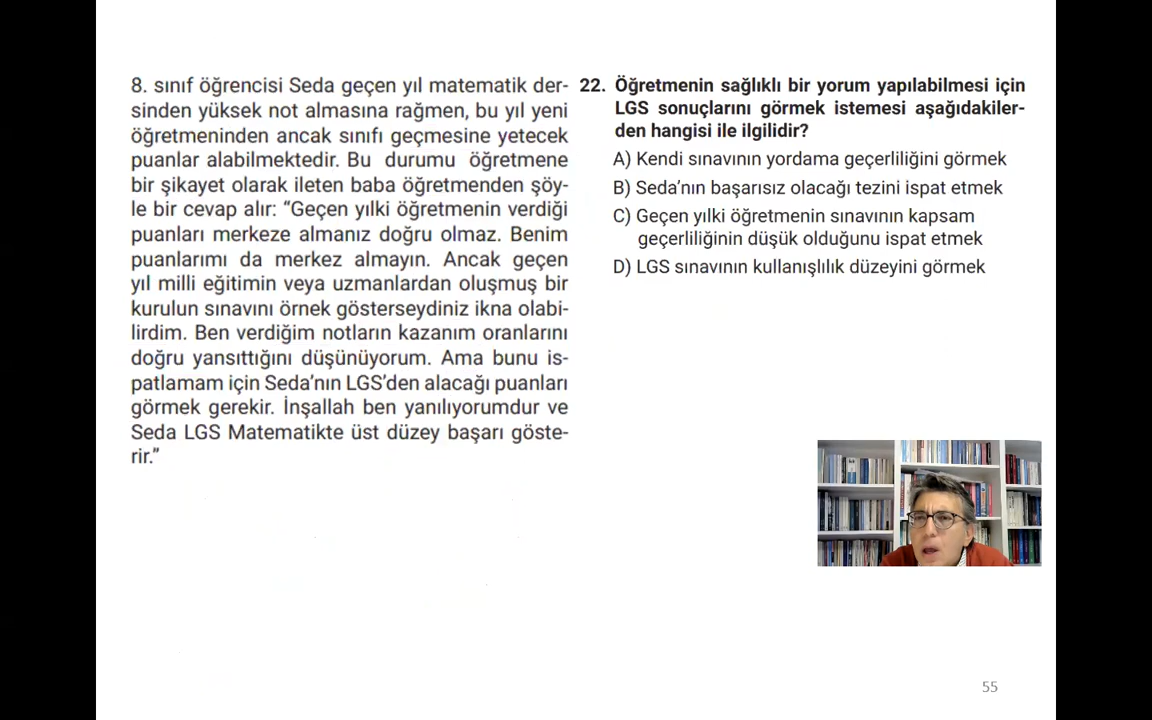 8. sınıf öğrencisi Seda geçen yıl matematik der-
sinden yüksek not almasına rağmen, bu yıl yeni
öğretmeninden ancak sınıfı geçmesine yetecek
puanlar alabilmektedir. Bu durumu öğretmene
bir şikayet olarak ileten baba öğretmenden şöy-
le bir cevap alır: “Geçen yılki öğretmenin verdiği
puanları merkeze almanız doğru olmaz. Benim
puanlarımı da merkez almayın. Ancak geçen
yıl milli eğitimin veya uzmanlardan oluşmuş bir
kurulun sınavını örnek gösterseydiniz ikna olabi-
lirdim. Ben verdiğim notların kazanım oranlarını
doğru yansıttığını düşünüyorum. Ama bunu is-
patlamam için Seda’nın LGS’den alacağı puanları
görmek gerekir. İnşallah ben yanılıyorumdur ve
Seda LGS Matematikte üst düzey başarı göste-
rir.”
22. Öğretmenin sağlıklı bir yorum yapılabilmesi için
LGS sonuçlarını görmek istemesi aşağıdakiler-
den hangisi ile ilgilidir?
A) Kendi sınavının yordama geçerliliğini görmek
B) Seda’nın başarısız olacağı tezini ispat etmek
C) Geçen yılki öğretmenin sınavının kapsam
geçerliliğinin düşük olduğunu ispat etmek
D) LGS sınavının kullanışlılık düzeyini görmek
55